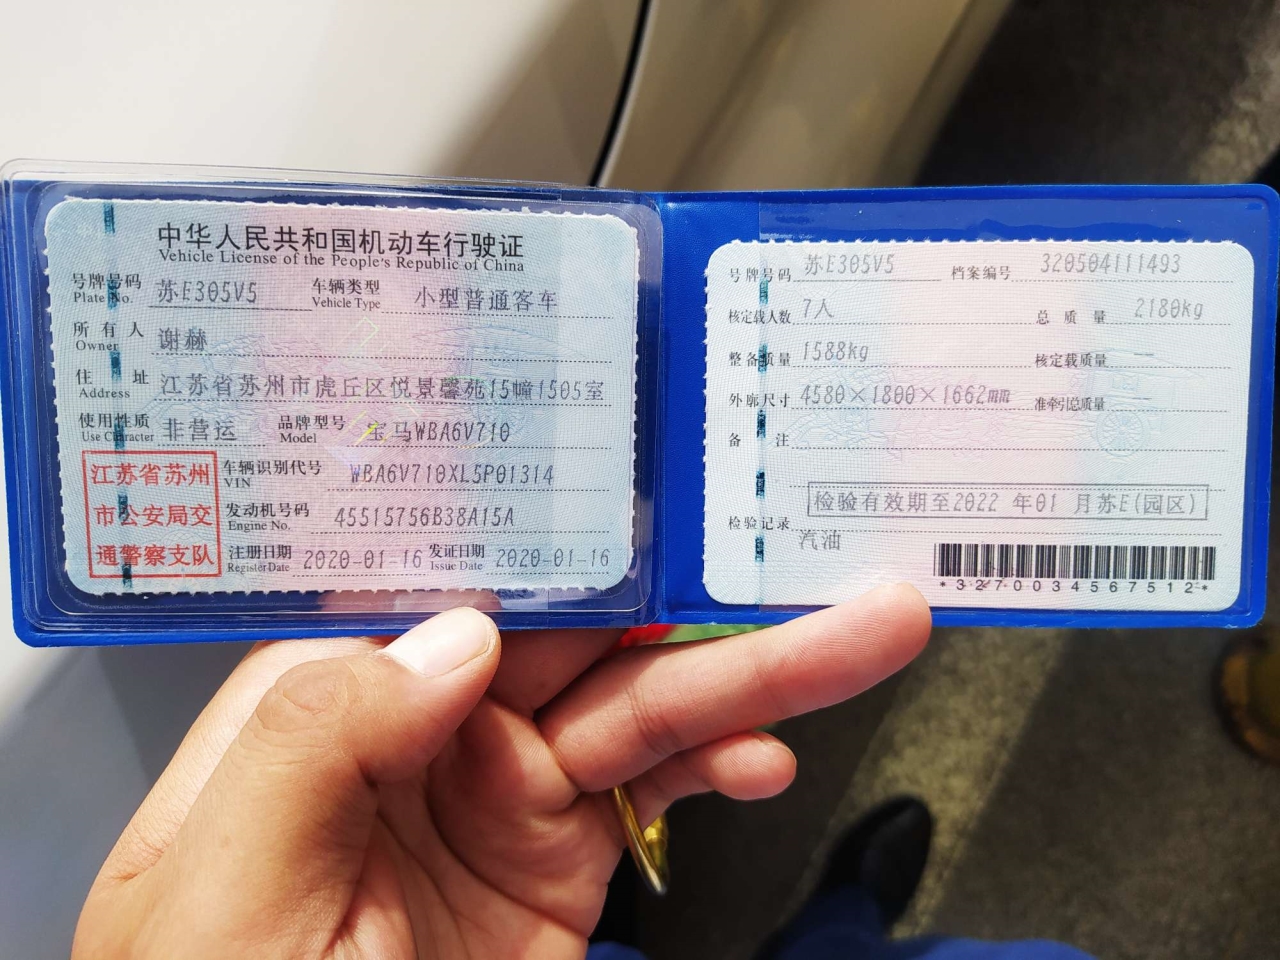 中华人民共和国机动车行驶证
Vehicle License of the People's Republic of China
号牌号码 苏E305V5 车辆类型 小型普通客车
Plate No. Vehicle Type
所有人 谢赫
Owner
住址 江苏省苏州市虎丘区悦景馨苑15幢1505室
Address
使用性质 非营运 品牌型号 宝马WBA6V710
Use Character Model
江苏省苏州
市公安局交
通警察支队
车辆识别代号 WBA6V710XL5P01314
VIN
发动机号码 45515756B38A15A
Engine No.
注册日期 2020-01-16 发证日期 2020-01-16
Register Date Issue Date
号牌号码 苏E305V5 档案编号 320504111493
核定载人数 7人 总质量 2180kg
整备质量 1588kg 核定载质量 —
外廓尺寸 4580×1800×1662mm 准牵引总质量 —
备注
检验有效期至2022 年01 月苏E(园区)
检验记录
汽油
*3270034567512*